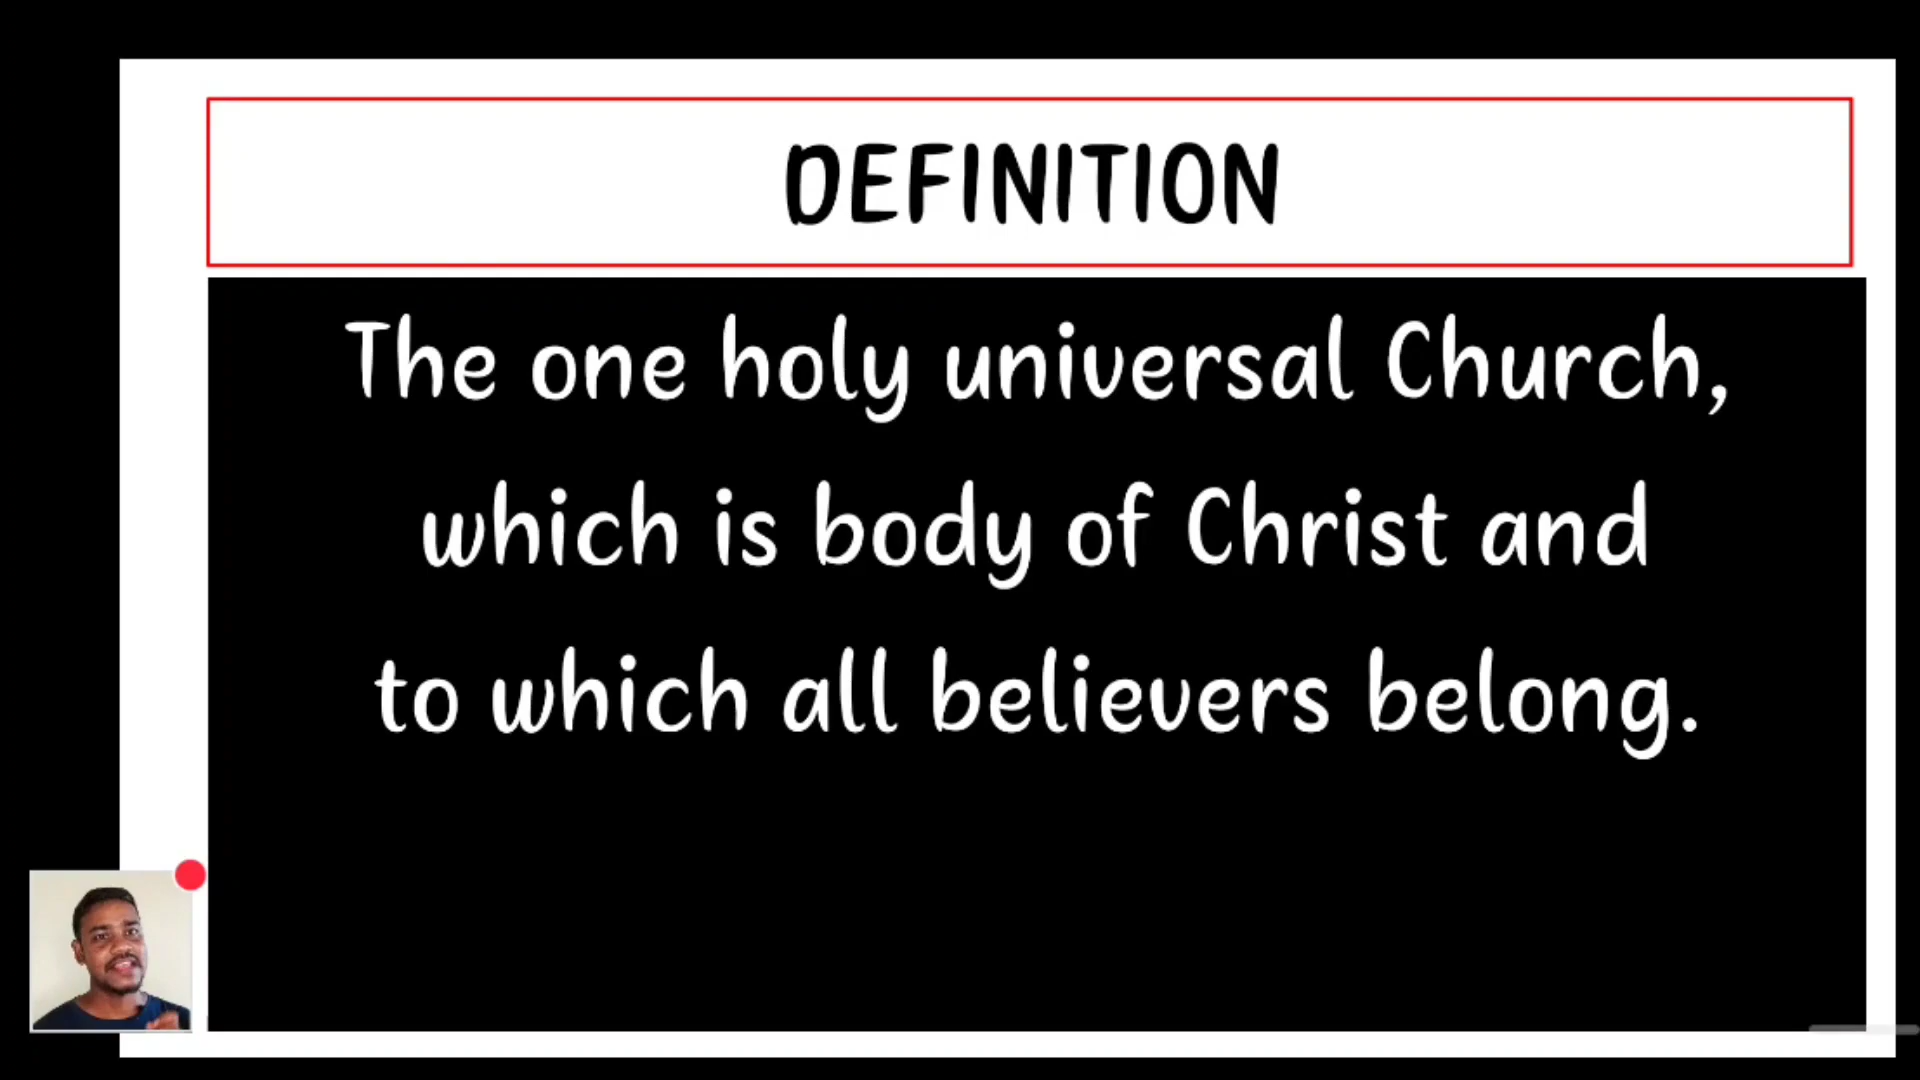 DEFINITION
The one holy universal Church,
which is body of Christ and
to which all believers belong.